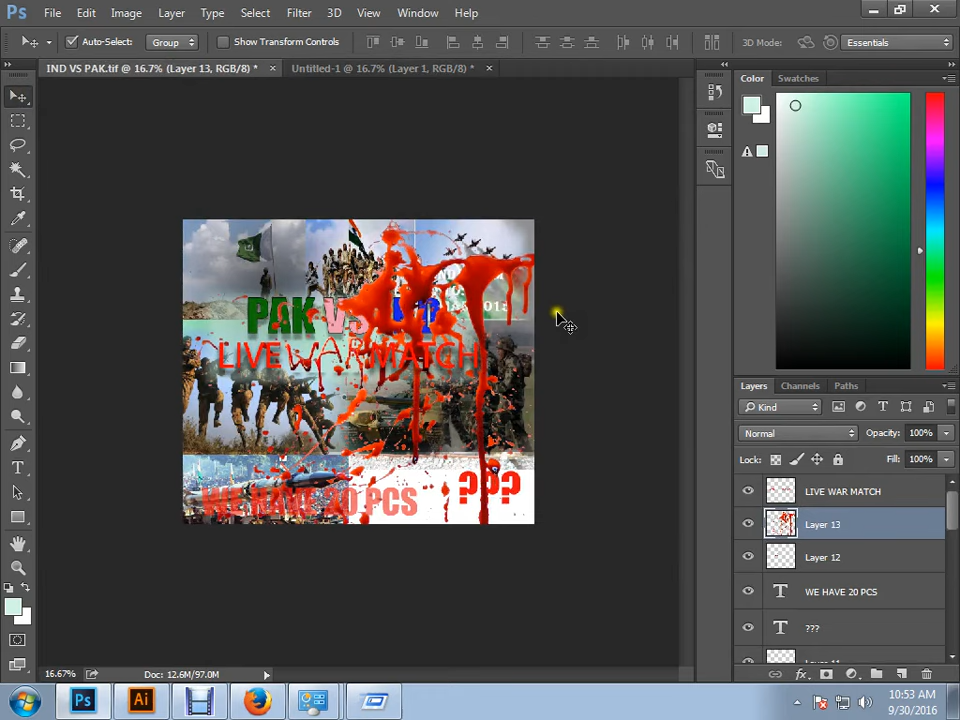 Ps File Edit Image Layer Type Select Filter 3D View Window Help
Auto-Select: Group Show Transform Controls 3D Mode: Essentials
IND VS PAK.tif @ 16.7% (Layer 13, RGB/8) * × Untitled-1 @ 16.7% (Layer 1, RGB/8) * ×
Color Swatches
PAK VS
LIVE WAR MATCH
WE HAVE 20 PCS ???
Layers Channels Paths
Kind
Normal Opacity: 100%
Lock: Fill: 100%
LIVE WAR MATCH
Layer 13
Layer 12
T WE HAVE 20 PCS
T ???
16.67% Doc: 12.6M/97.0M
Ps Ai
10:53 AM
9/30/2016